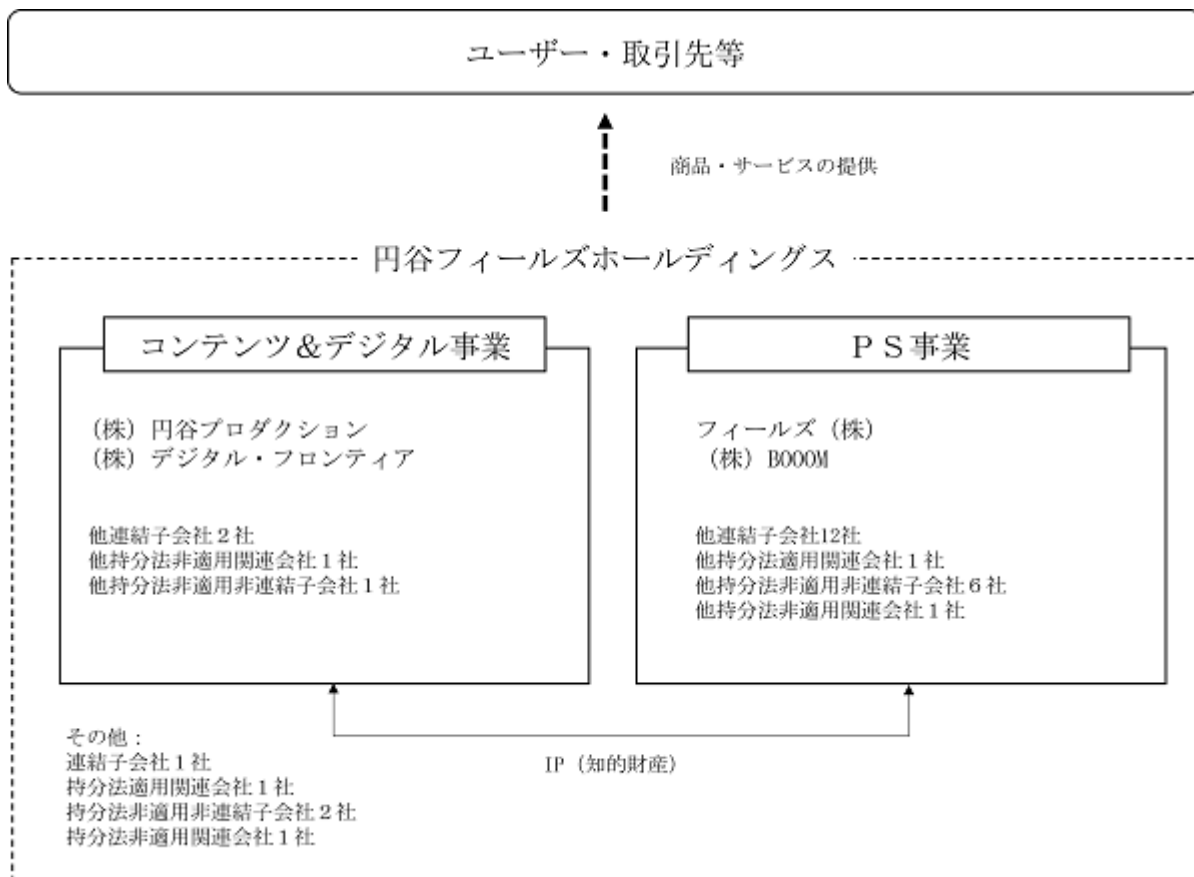 ユーザー・取引先等
商品・サービスの提供
円谷フィールズホールディングス
コンテンツ&デジタル事業
(株)円谷プロダクション
(株)デジタル・フロンティア
他連結子会社2社
他持分法非適用関連会社1社
他持分法非適用非連結子会社1社
PS事業
フィールズ(株)
(株)BOOOM
他連結子会社12社
他持分法適用関連会社1社
他持分法非適用非連結子会社6社
他持分法非適用関連会社1社
IP(知的財産)
その他:
連結子会社1社
持分法適用関連会社1社
持分法非適用非連結子会社2社
持分法非適用関連会社1社